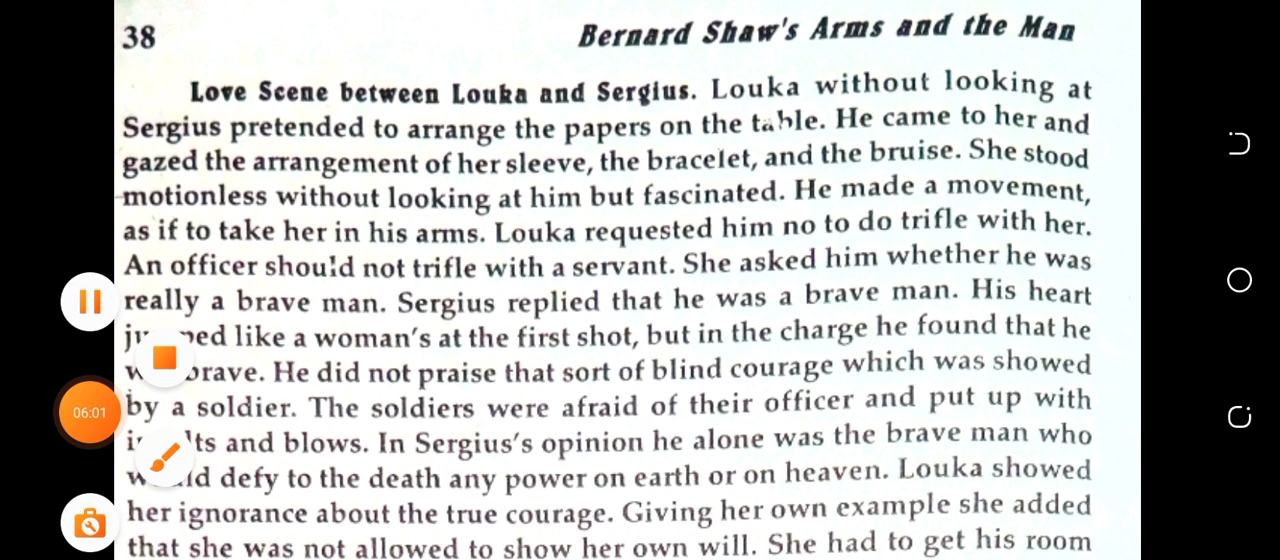 38
Bernard Shaw's Arms and the Man
Love Scene between Louka and Sergius. Louka without looking at
Sergius pretended to arrange the papers on the table. He came to her and
gazed the arrangement of her sleeve, the bracelet, and the bruise. She stood
motionless without looking at him but fascinated. He made a movement,
as if to take her in his arms. Louka requested him no to do trifle with her.
An officer should not trifle with a servant. She asked him whether he was
really a brave man. Sergius replied that he was a brave man. His heart
like a woman's at the first shot, but in the charge he found that he
brave. He did not praise that sort of blind courage which was showed
by a soldier. The soldiers were afraid of their officer and put up with
and blows. In Sergius's opinion he alone was the brave man who
defy to the death any power on earth or on heaven. Louka showed
her ignorance about the true courage. Giving her own example she added
that she was not allowed to show her own will. She had to get his room
06:01